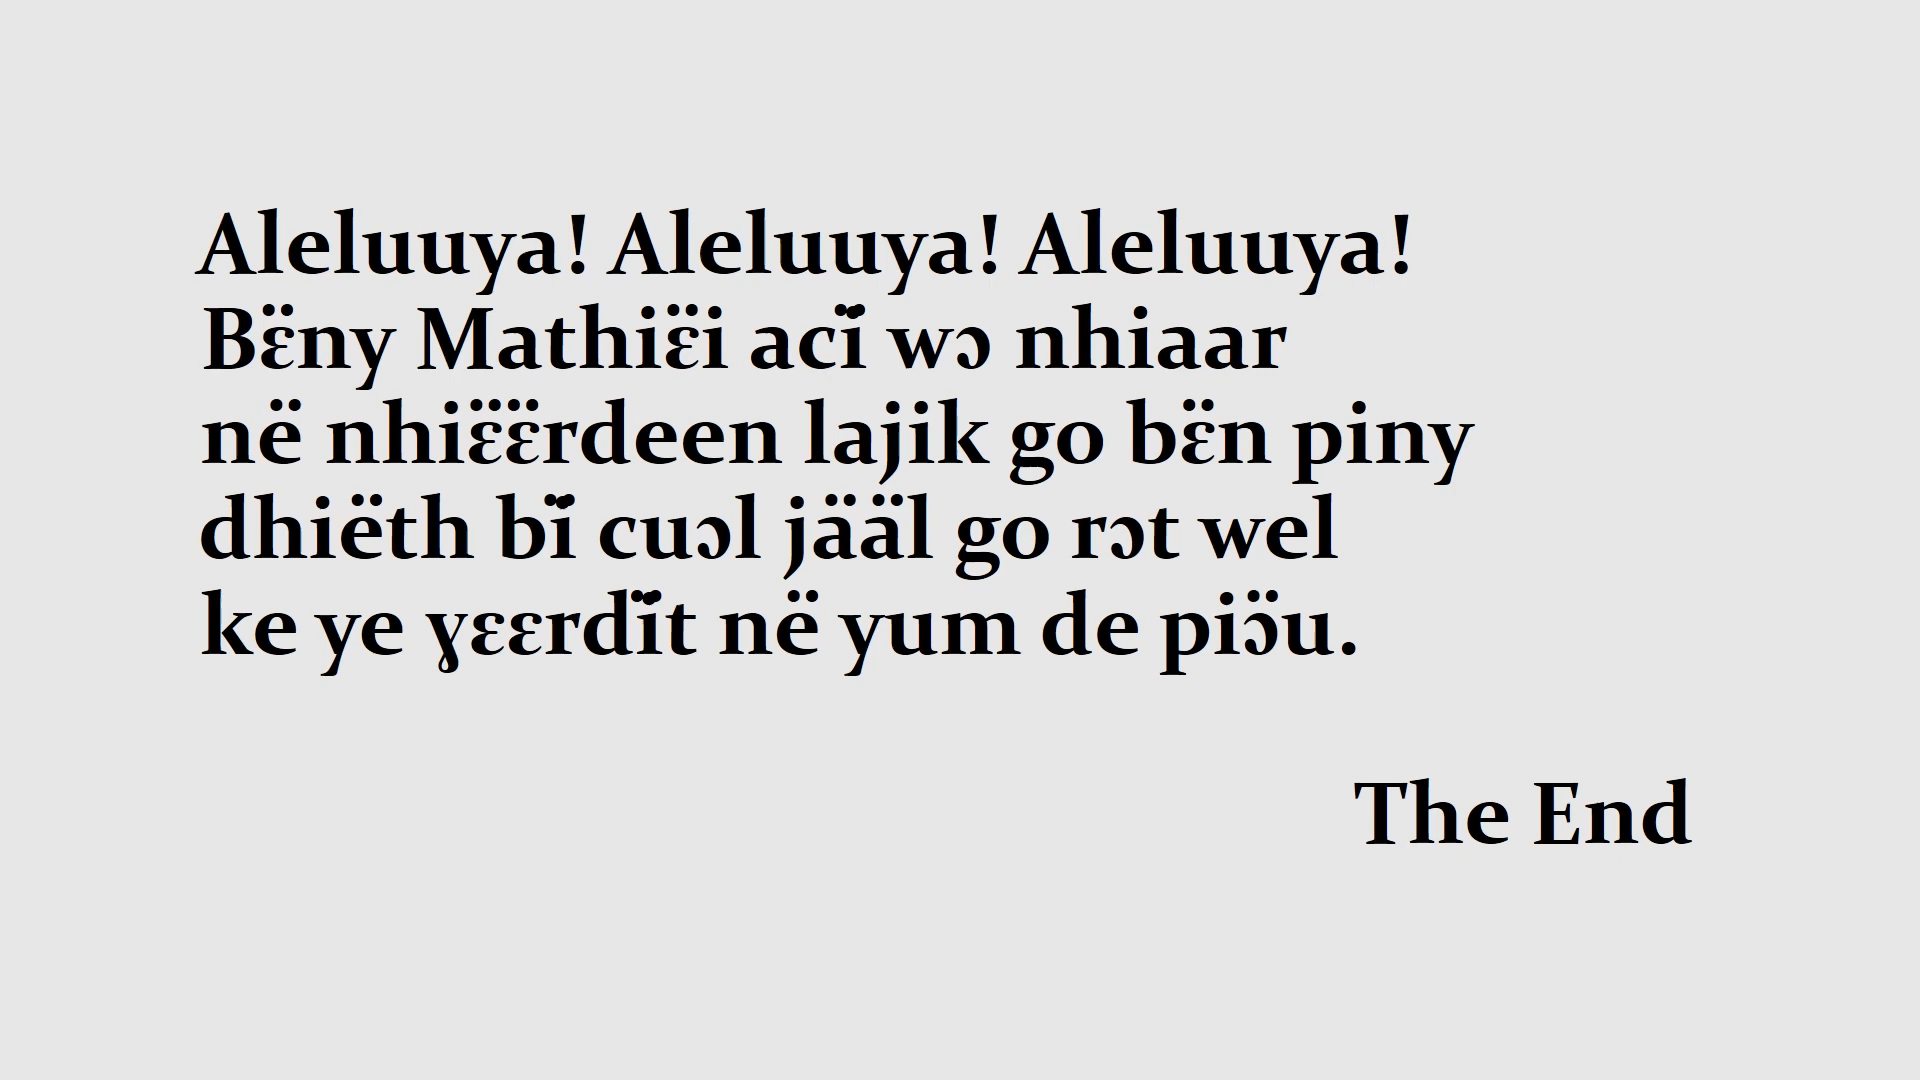 Aleluuya! Aleluuya! Aleluuya!
Bɛ̈ny Mathiɛ̈i acï wɔ nhiaar
në nhiɛ̈ɛ̈rdeen lajik go bɛ̈n piny
dhiëth bï cuɔl jääl go rɔt wel
ke ye ɣɛɛrdït në yum de piɔ̈u.
The End